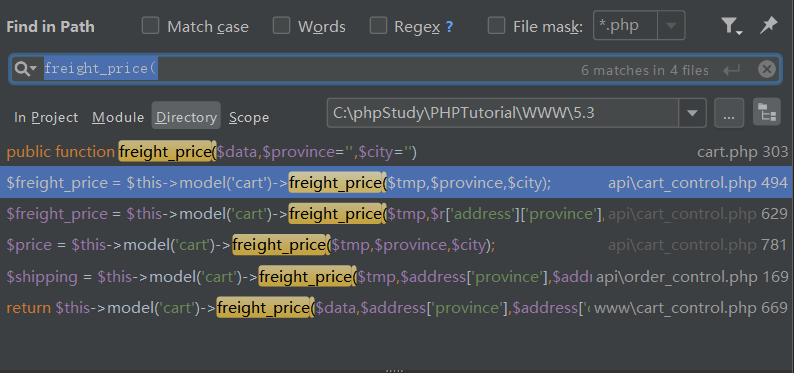 Find in Path Match case Words Regex ? File mask: *.php
freight_price( 6 matches in 4 files
In Project Module Directory Scope C:\phpStudy\PHPTutorial\WWW\5.3 ...
public function freight_price($data,$province='',$city='') cart.php 303
$freight_price = $this->model('cart')->freight_price($tmp,$province,$city); api\cart_control.php 494
$freight_price = $this->model('cart')->freight_price($tmp,$r['address']['province'], api\cart_control.php 629
$price = $this->model('cart')->freight_price($tmp,$province,$city); api\cart_control.php 781
$shipping = $this->model('cart')->freight_price($tmp,$address['province'],$addr api\order_control.php 169
return $this->model('cart')->freight_price($data,$address['province'],$address[' www\cart_control.php 669